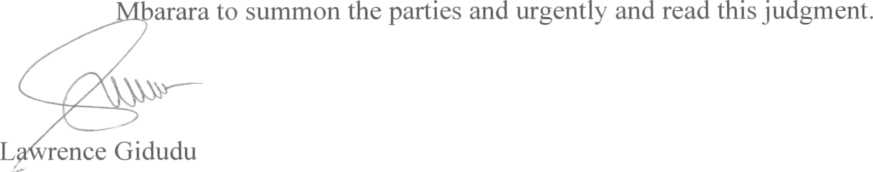 Mbarara to summon the parties and urgently and read this judgment.
Lawrence Gidudu